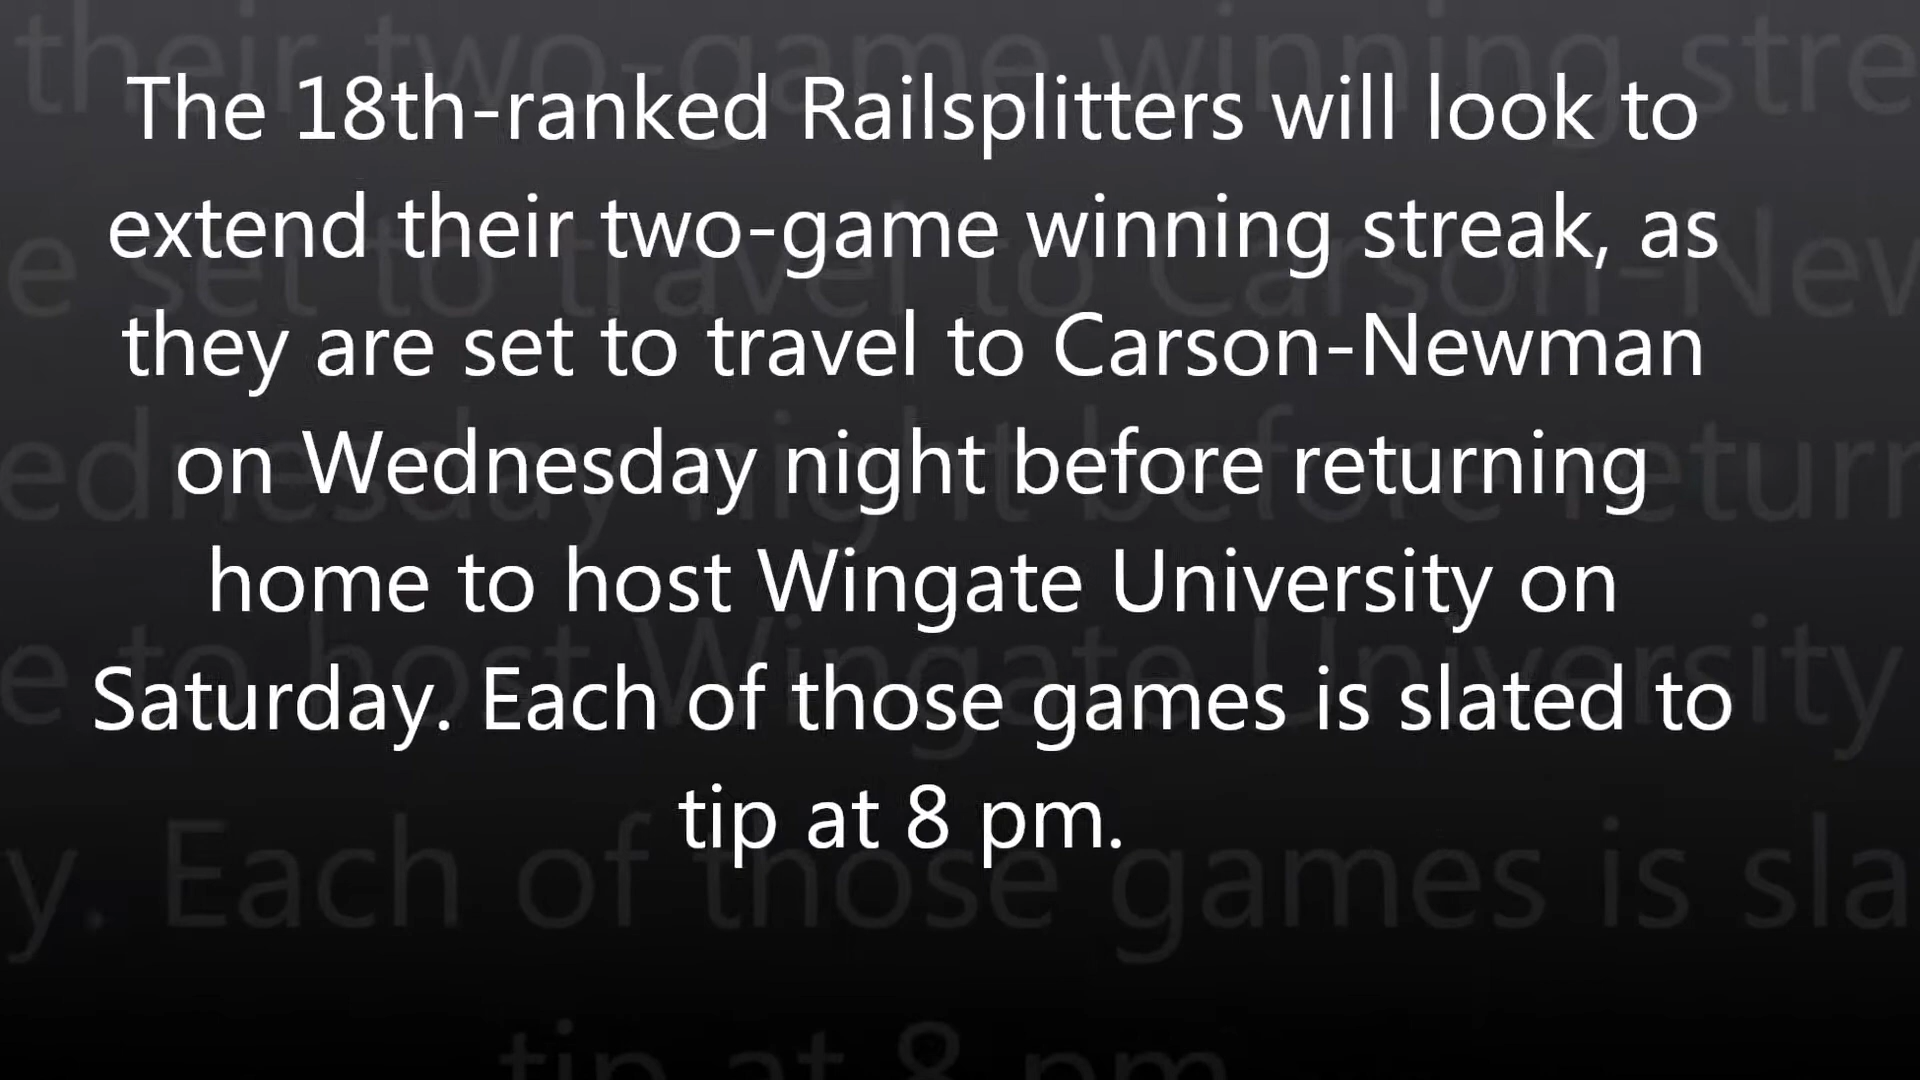 The 18th-ranked Railsplitters will look to
extend their two-game winning streak, as
they are set to travel to Carson-Newman
on Wednesday night before returning
home to host Wingate University on
Saturday. Each of those games is slated to
tip at 8 pm.